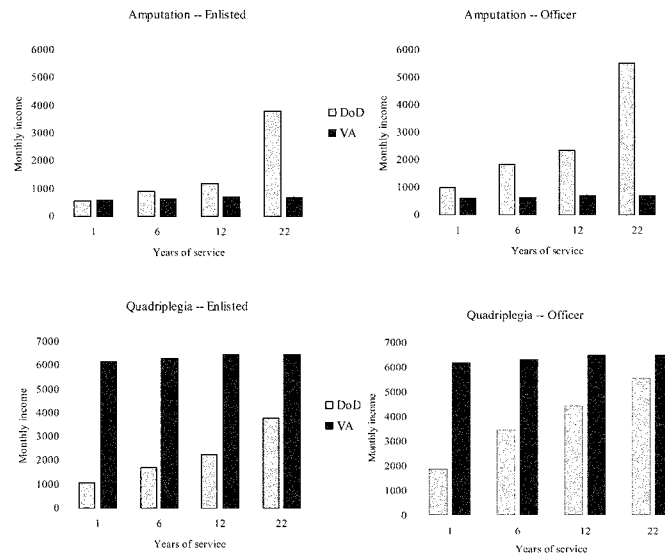 Amputation -- Enlisted
6000
5000
4000
3000
2000
1000
0
Monthly income
1 6 12 22
Years of service
DoD
VA
Amputation -- Officer
6000
5000
4000
3000
2000
1000
0
Monthly income
1 6 12 22
Years of service
Quadriplegia -- Enlisted
7000
6000
5000
4000
3000
2000
1000
0
Monthly income
1 6 12 22
Years of service
DoD
VA
Quadriplegia -- Officer
7000
6000
5000
4000
3000
2000
1000
0
Monthly income
1 6 12 22
Years of service